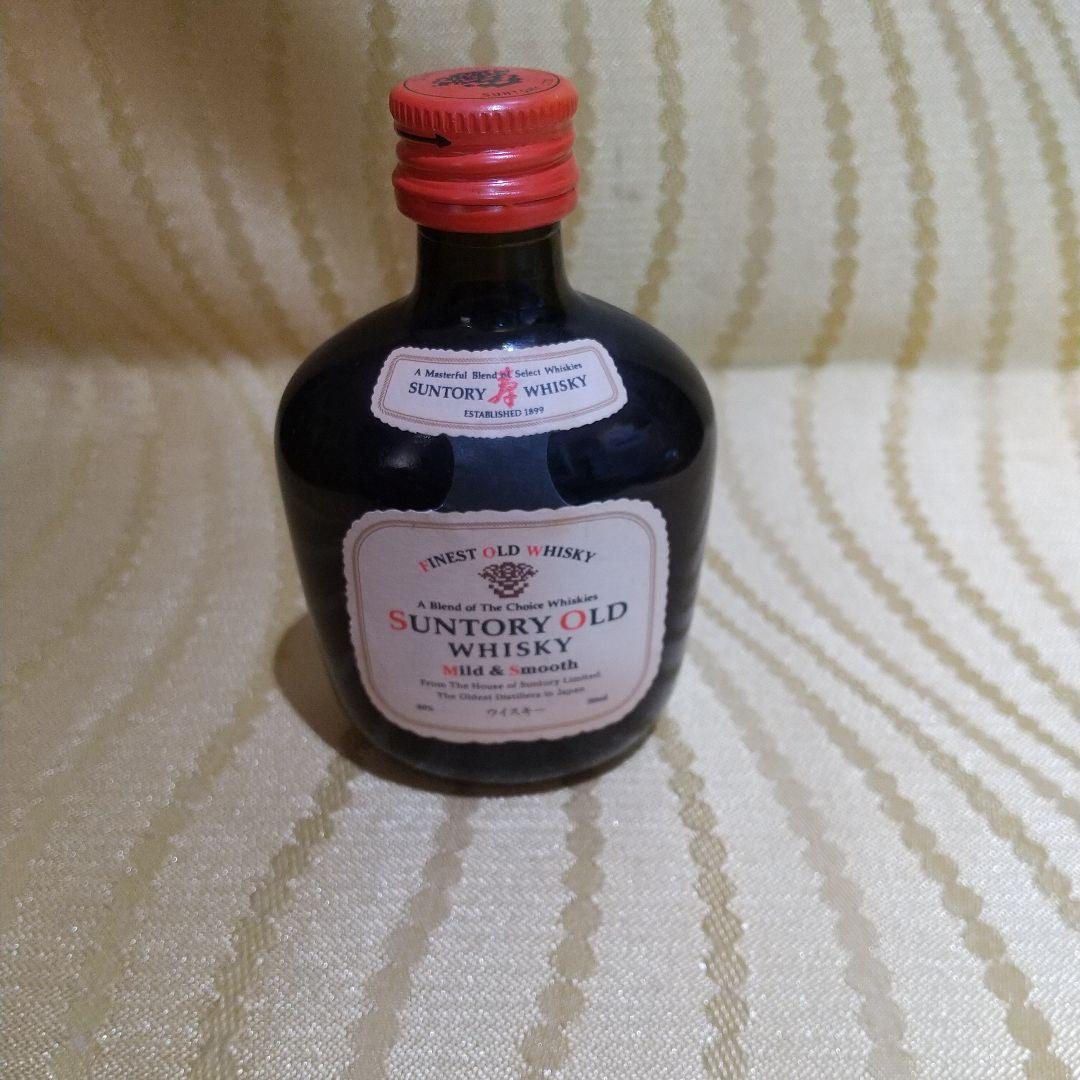 SUNTORY
A Masterful Blend of Select Whiskies
SUNTORY 寿 WHISKY
ESTABLISHED 1899
FINEST OLD WHISKY
A Blend of The Choice Whiskies
SUNTORY OLD
WHISKY
Mild & Smooth
From The House of Suntory Limited.
The Oldest Distillers in Japan
ウイスキー